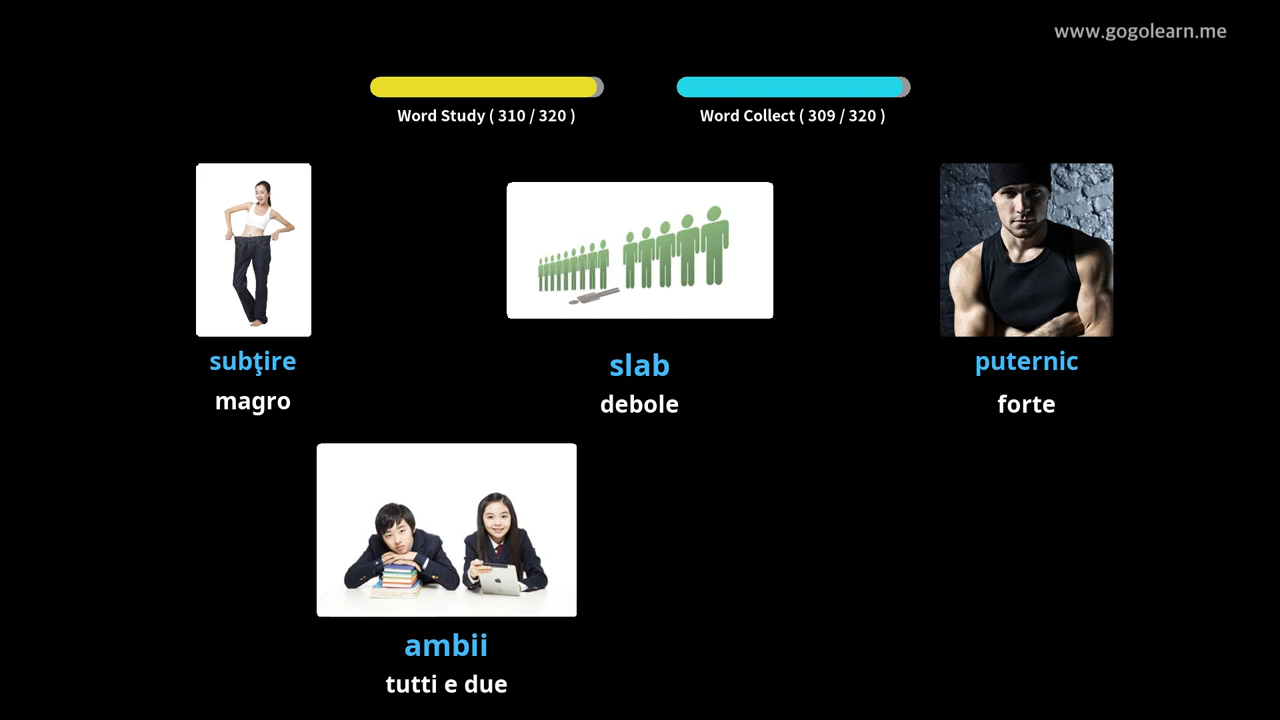 www.gogolearn.me
Word Study ( 310 / 320 )
Word Collect ( 309 / 320 )
subţire
magro
slab
debole
puternic
forte
ambii
tutti e due